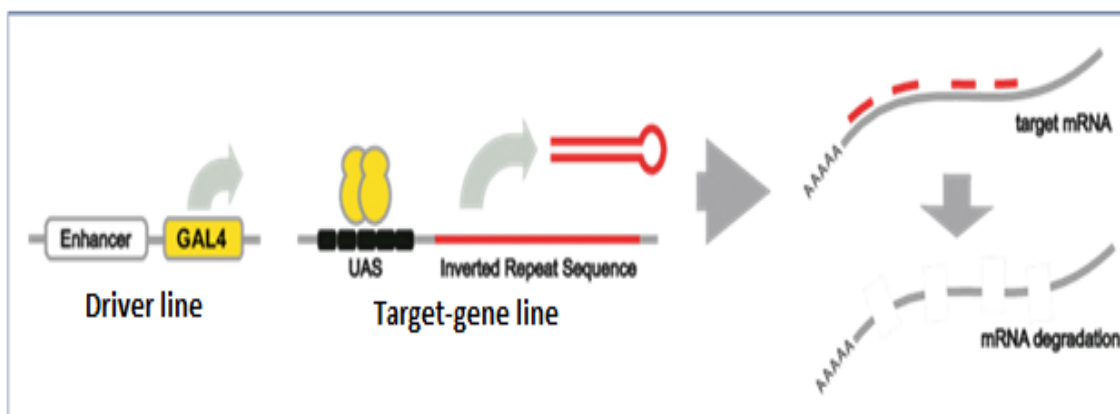 Enhancer
GAL4
UAS
Inverted Repeat Sequence
Driver line
Target-gene line
target mRNA
AAAAA
mRNA degradation
AAAAA